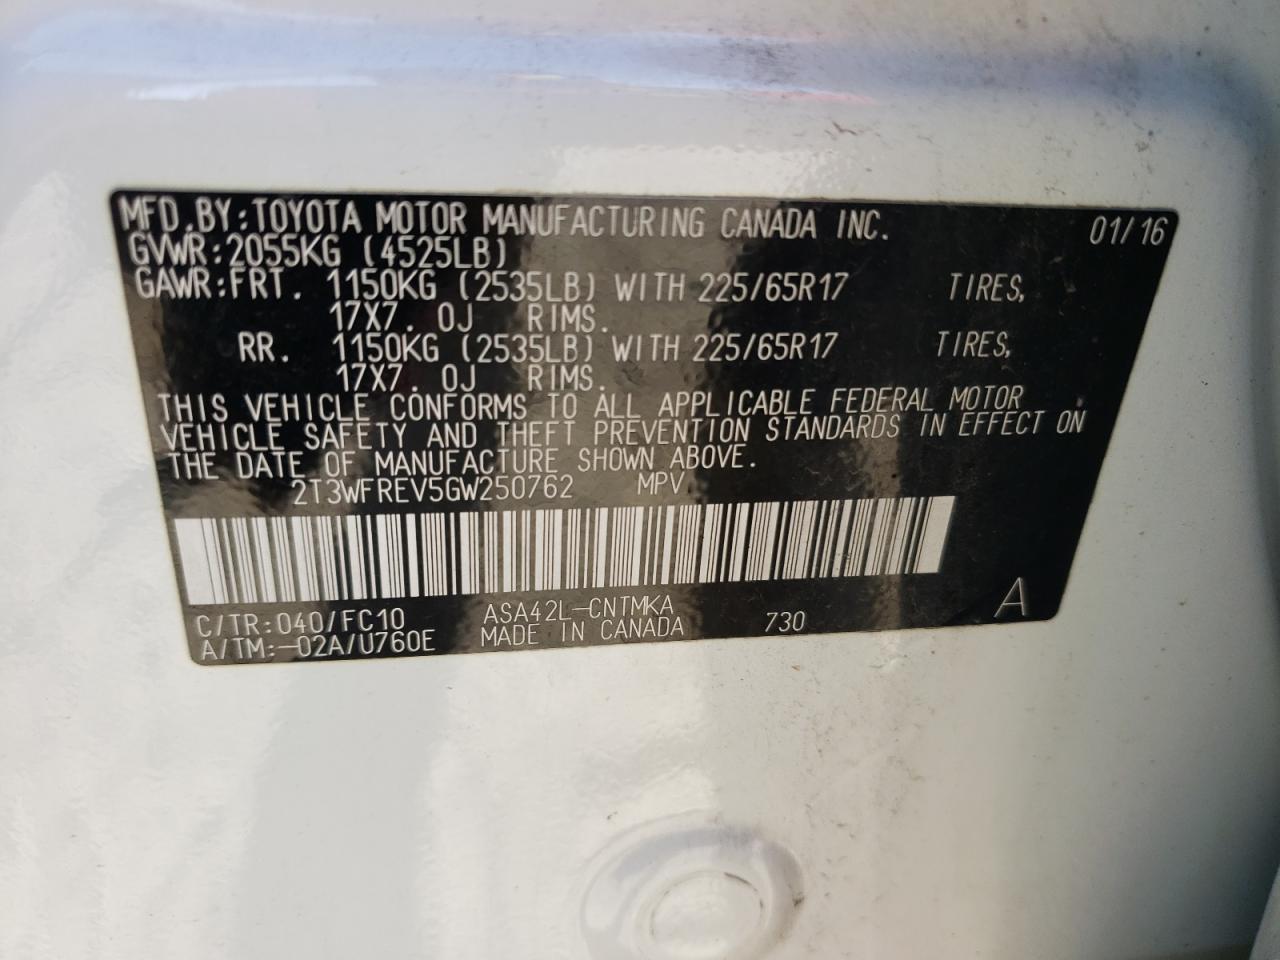 MFD.BY:TOYOTA MOTOR MANUFACTURING CANADA INC. 01/16
GVWR:2055KG (4525LB)
GAWR:FRT. 1150KG (2535LB) WITH 225/65R17 TIRES,
17X7.0J RIMS.
RR. 1150KG (2535LB) WITH 225/65R17 TIRES,
17X7.0J RIMS.
THIS VEHICLE CONFORMS TO ALL APPLICABLE FEDERAL MOTOR
VEHICLE SAFETY AND THEFT PREVENTION STANDARDS IN EFFECT ON
THE DATE OF MANUFACTURE SHOWN ABOVE.
2T3WFREV5GW250762 MPV
C/TR:040/FC10 ASA42L-CNTMKA 730 A
A/TM:-02A/U760E MADE IN CANADA